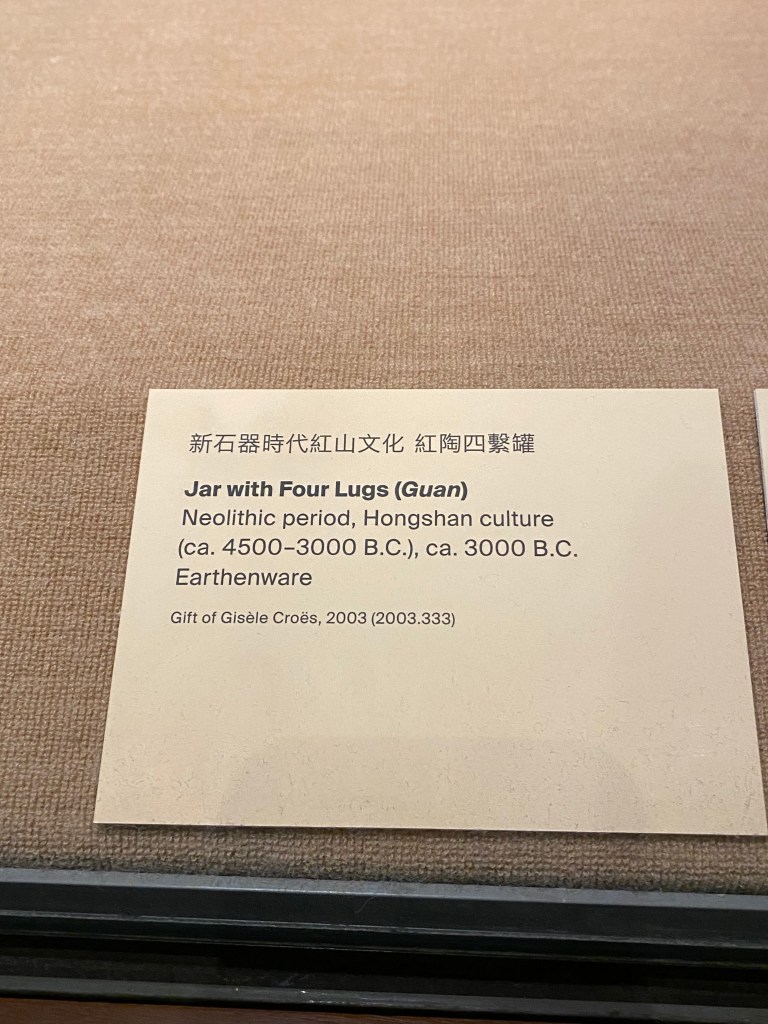 新石器時代紅山文化 紅陶四繫罐
Jar with Four Lugs (Guan)
Neolithic period, Hongshan culture
(ca. 4500–3000 B.C.), ca. 3000 B.C.
Earthenware
Gift of Gisèle Croës, 2003 (2003.333)